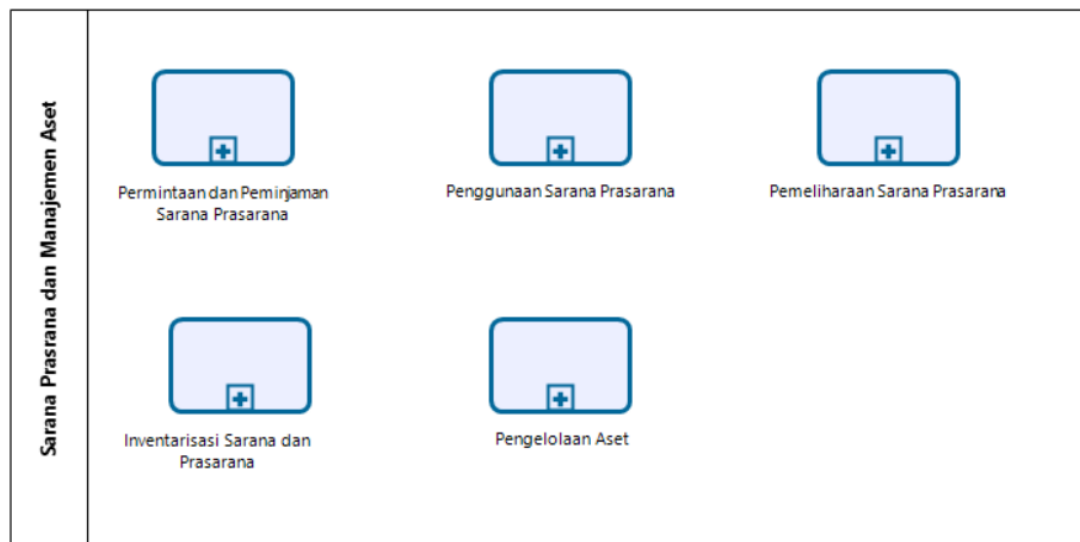 Sarana Prasrana dan Manajemen Aset
Permintaan dan Peminjaman
Sarana Prasarana
Penggunaan Sarana Prasarana
Pemeliharaan Sarana Prasarana
Inventarisasi Sarana dan
Prasarana
Pengelolaan Aset